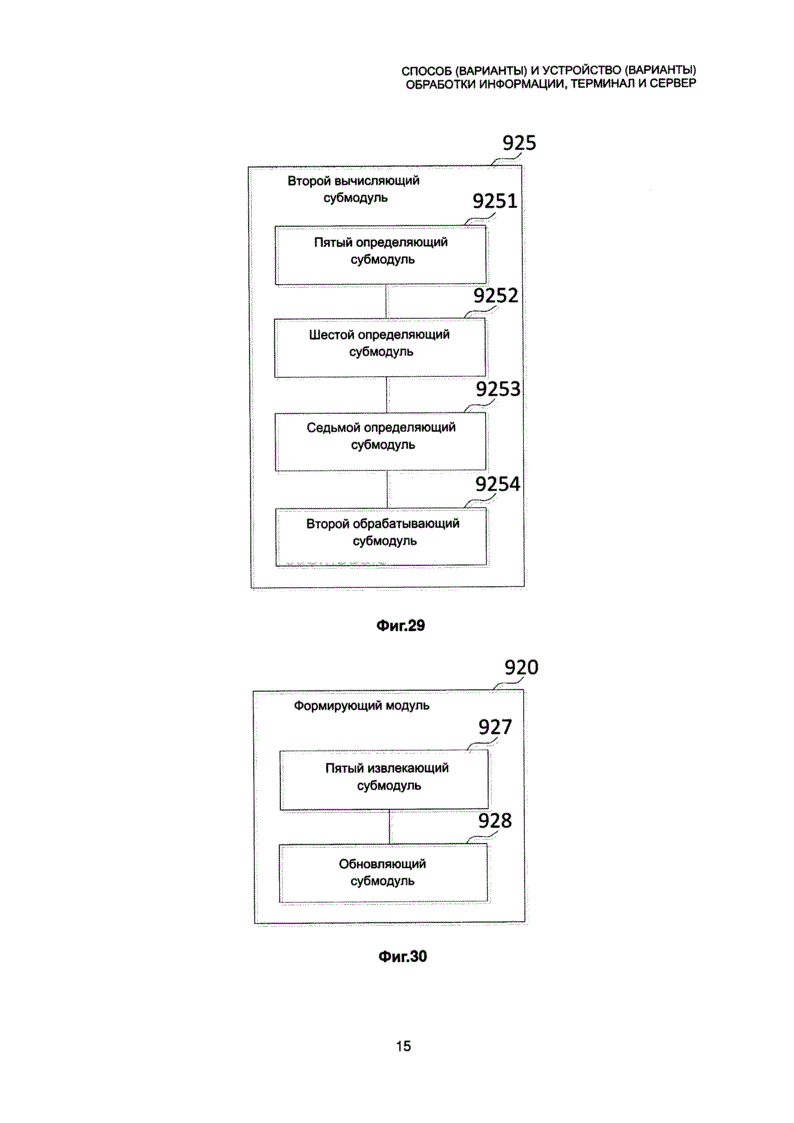 СПОСОБ (ВАРИАНТЫ) И УСТРОЙСТВО (ВАРИАНТЫ)
ОБРАБОТКИ ИНФОРМАЦИИ, ТЕРМИНАЛ И СЕРВЕР
925
Второй вычисляющий
субмодуль
9251
Пятый определяющий
субмодуль
9252
Шестой определяющий
субмодуль
9253
Седьмой определяющий
субмодуль
9254
Второй обрабатывающий
субмодуль
Фиг.29
920
Формирующий модуль
927
Пятый извлекающий
субмодуль
928
Обновляющий
субмодуль
Фиг.30
15